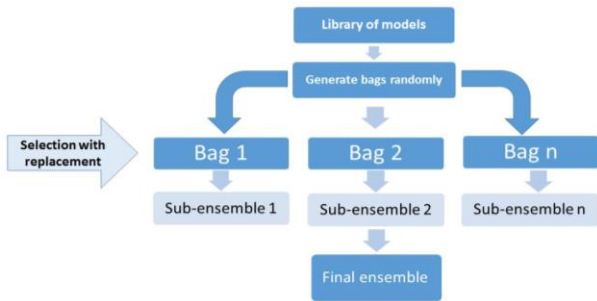 Library of models
Generate bags randomly
Selection with
replacement
Bag 1
Bag 2
Bag n
Sub-ensemble 1
Sub-ensemble 2
Sub-ensemble n
Final ensemble